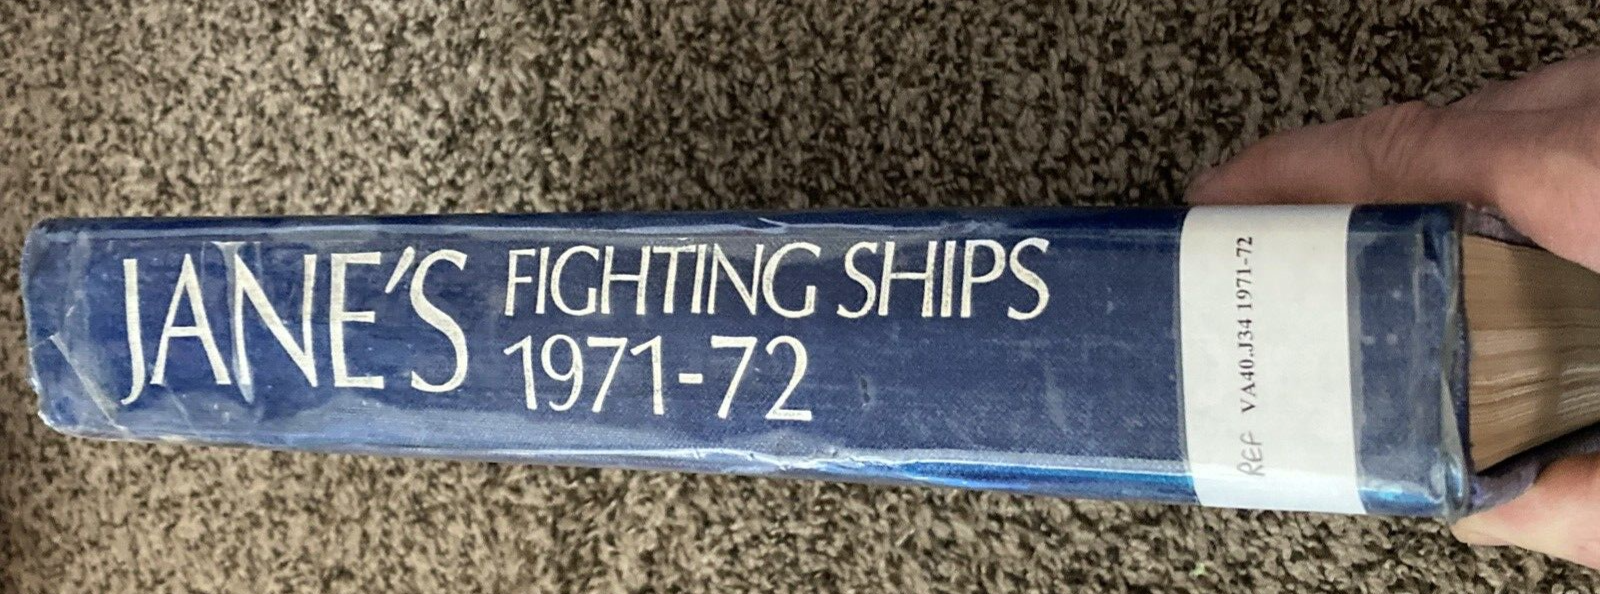 JANE'S FIGHTING SHIPS
1971-72
REF VA40.J34 1971-72